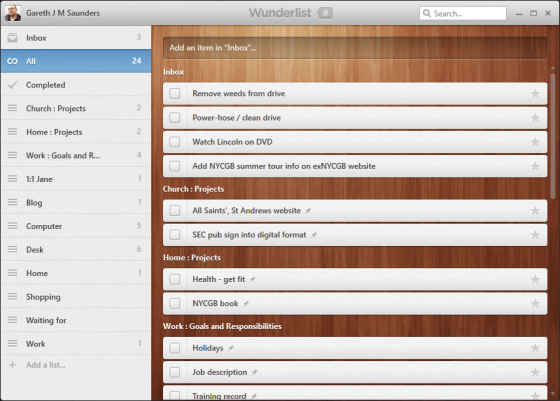 Gareth J M Saunders
Wunderlist
Search...
Inbox 3
All 24
Completed
Church : Projects 2
Home : Projects 2
Work : Goals and R... 4
1:1 Jane 1
Blog 1
Computer 5
Desk 6
Home 1
Shopping
Waiting for
Work 1
Add a list...
Add an item in "Inbox"...
Inbox
Remove weeds from drive
Power-hose / clean drive
Watch Lincoln on DVD
Add NYCGB summer tour info on exNYCGB website
Church : Projects
All Saints', St Andrews website
SEC pub sign into digital format
Home : Projects
Health - get fit
NYCGB book
Work : Goals and Responsibilities
Holidays
Job description
Training record